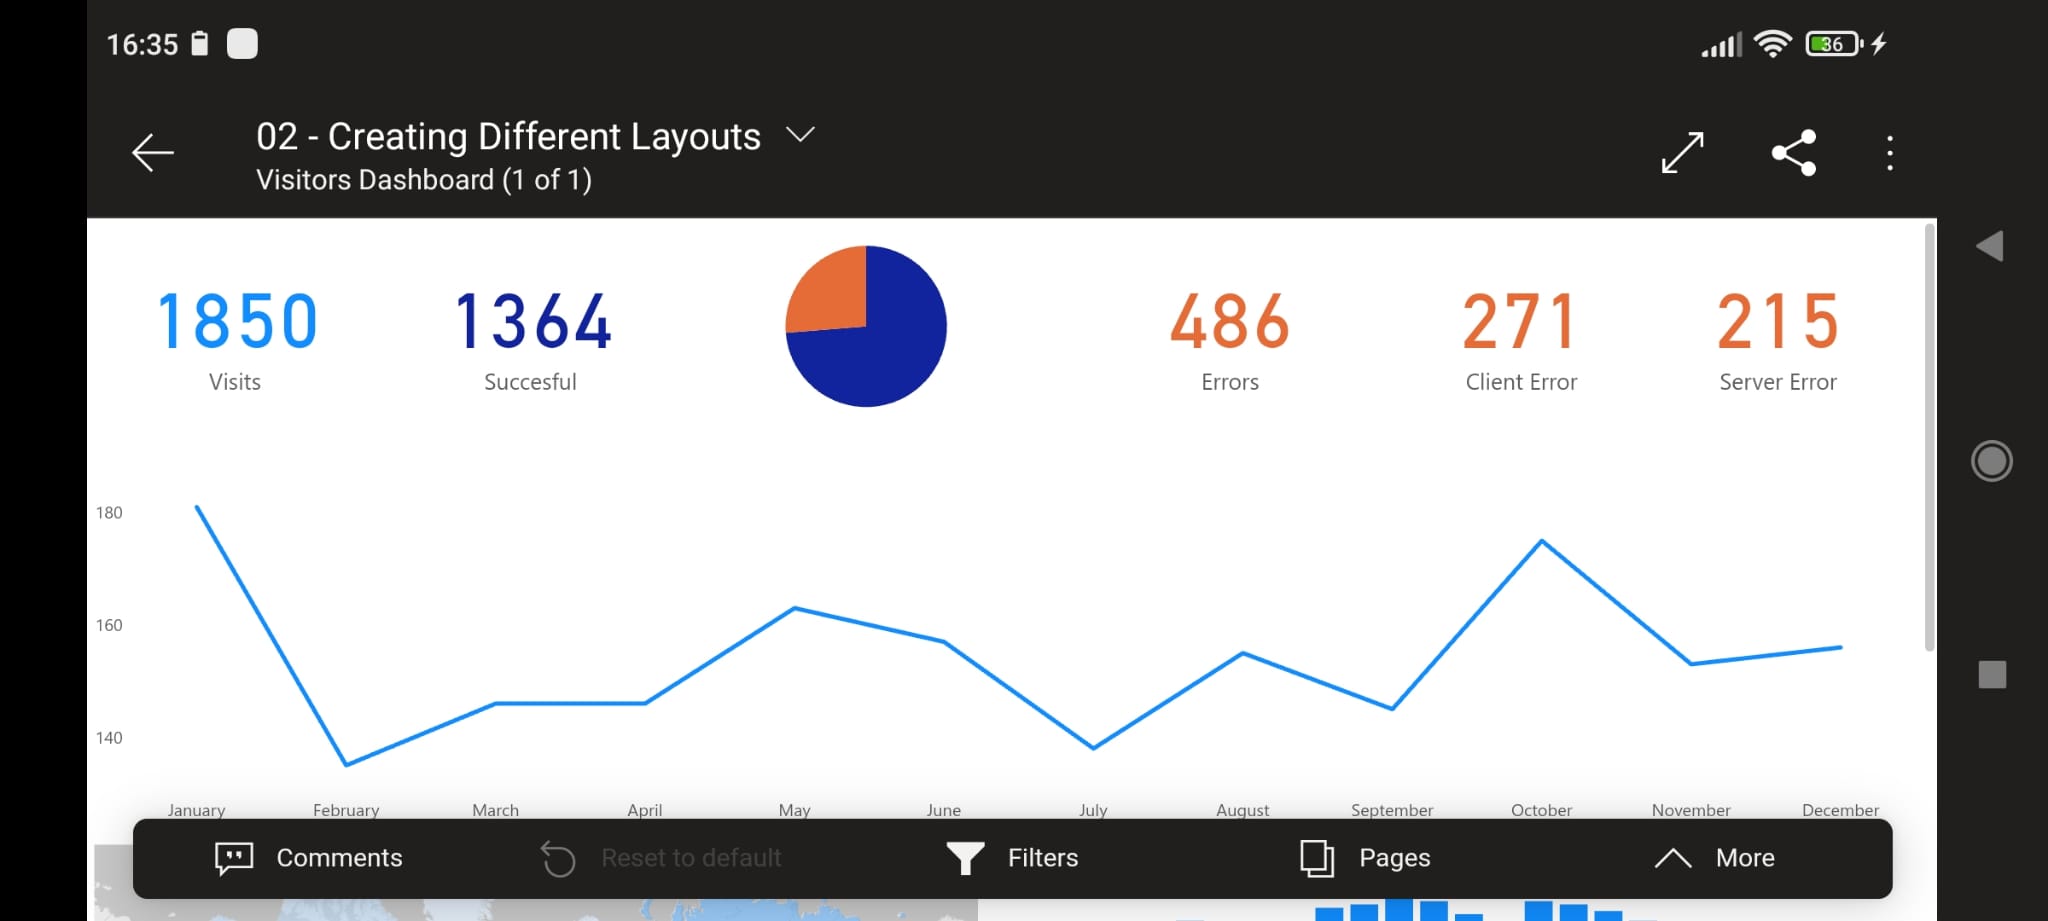 16:35
36
02 - Creating Different Layouts
Visitors Dashboard (1 of 1)
1850
Visits
1364
Succesful
486
Errors
271
Client Error
215
Server Error
180
160
140
January February March April May June July August September October November December
Comments
Reset to default
Filters
Pages
More